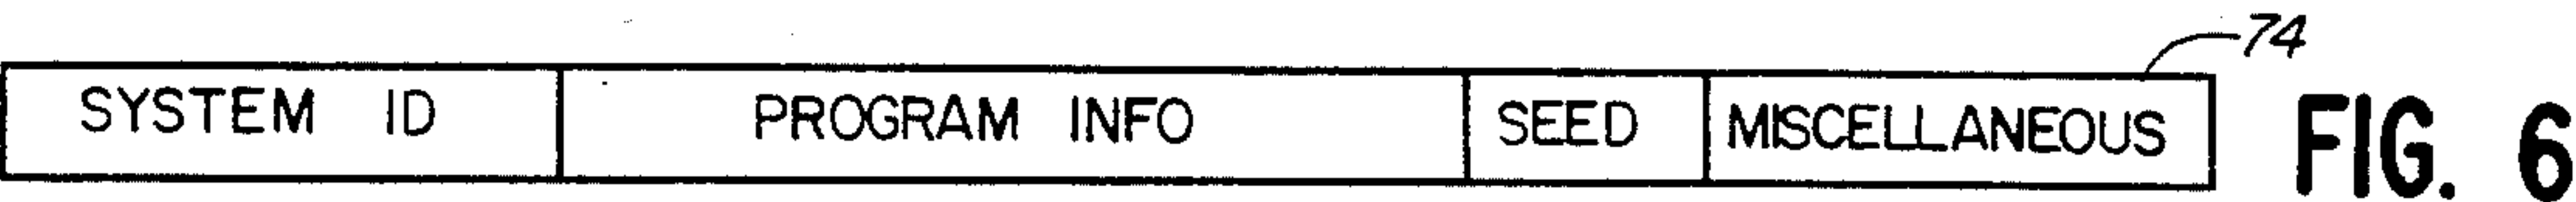 74
SYSTEM ID PROGRAM INFO SEED MISCELLANEOUS
FIG. 6